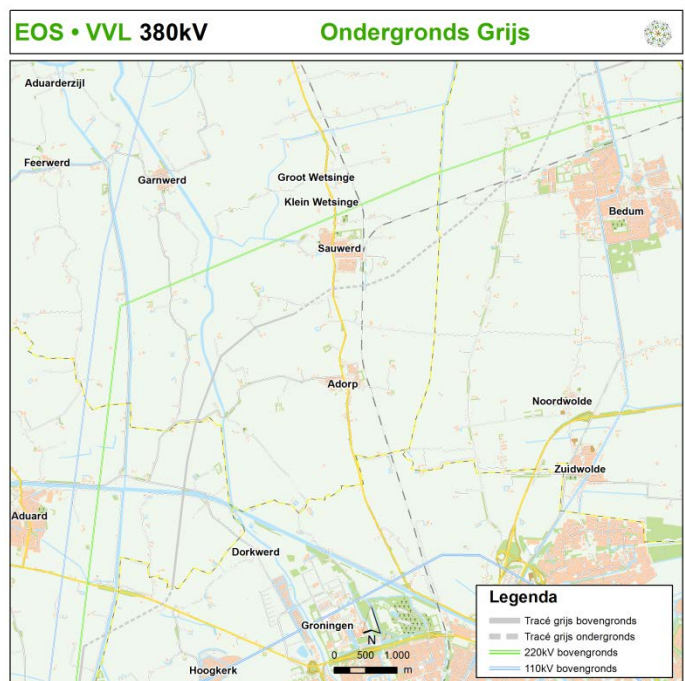 EOS • VVL 380kV Ondergronds Grijs
Aduarderzijl
Feerwerd
Garnwerd
Groot Wetsinge
Klein Wetsinge
Bedum
Sauwerd
Adorp
Noordwolde
Zuidwolde
Aduard
Dorkwerd
Groningen
Hoogkerk
N
0 500 1.000
m
Legenda
Tracé grijs bovengronds
Tracé grijs ondergronds
220kV bovengronds
110kV bovengronds